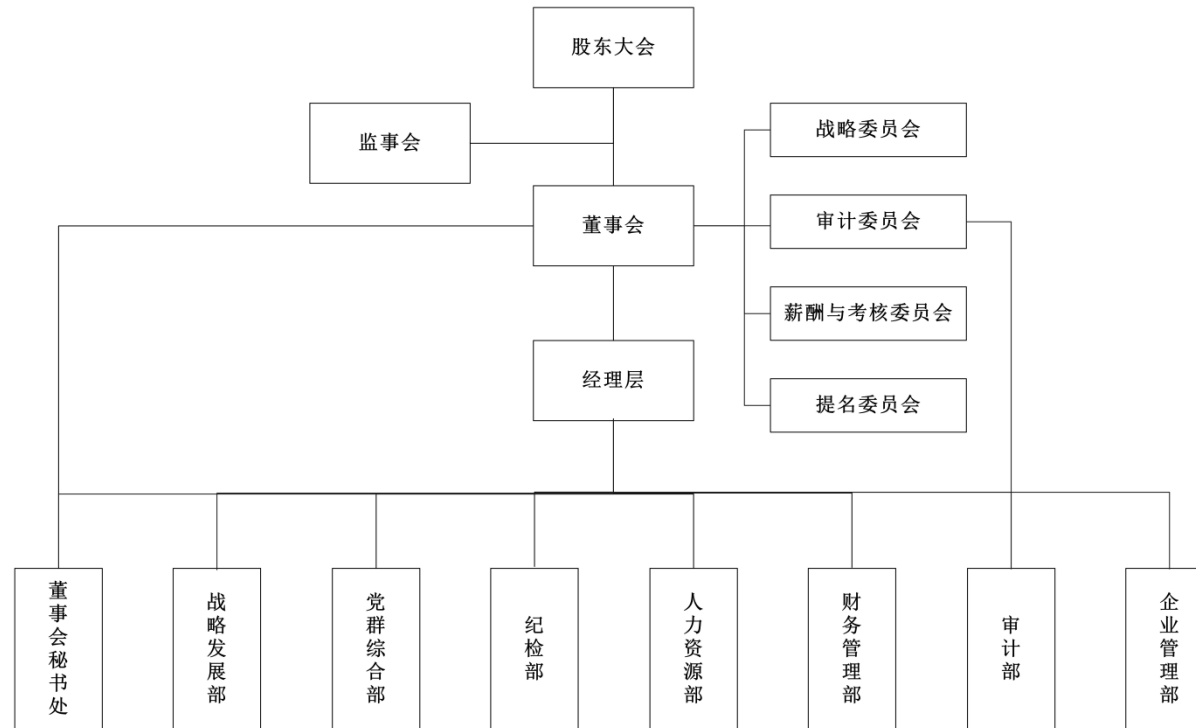 股东大会
监事会
战略委员会
董事会
审计委员会
薪酬与考核委员会
经理层
提名委员会
董事会秘书处
战略发展部
党群综合部
纪检部
人力资源部
财务管理部
审计部
企业管理部